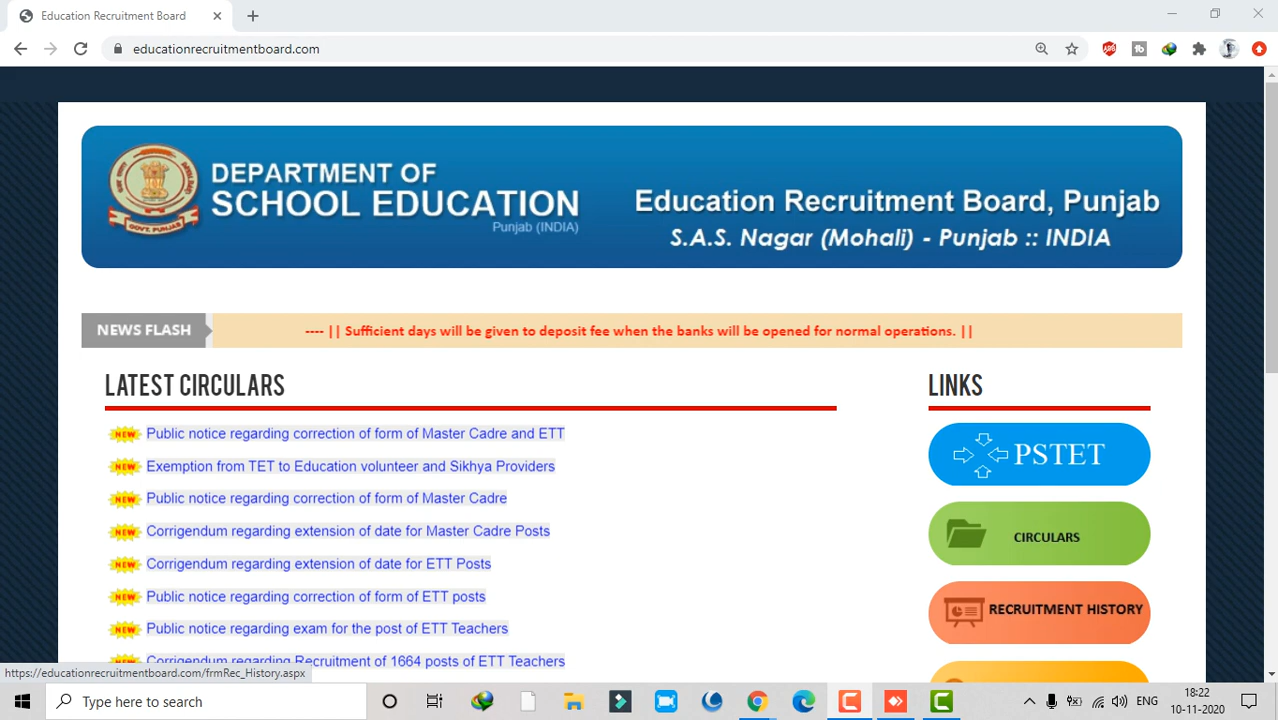 Education Recruitment Board
educationrecruitmentboard.com
DEPARTMENT OF
SCHOOL EDUCATION
Punjab (INDIA)
GOVT. PUNJAB
Education Recruitment Board, Punjab
S.A.S. Nagar (Mohali) - Punjab :: INDIA
NEWS FLASH
---- || Sufficient days will be given to deposit fee when the banks will be opened for normal operations. ||
LATEST CIRCULARS
NEW Public notice regarding correction of form of Master Cadre and ETT
NEW Exemption from TET to Education volunteer and Sikhya Providers
NEW Public notice regarding correction of form of Master Cadre
NEW Corrigendum regarding extension of date for Master Cadre Posts
NEW Corrigendum regarding extension of date for ETT Posts
NEW Public notice regarding correction of form of ETT posts
NEW Public notice regarding exam for the post of ETT Teachers
NEW Corrigendum regarding Recruitment of 1664 posts of ETT Teachers
LINKS
PSTET
CIRCULARS
RECRUITMENT HISTORY
https://educationrecruitmentboard.com/frmRec_History.aspx
Type here to search
ENG
18:22
10-11-2020